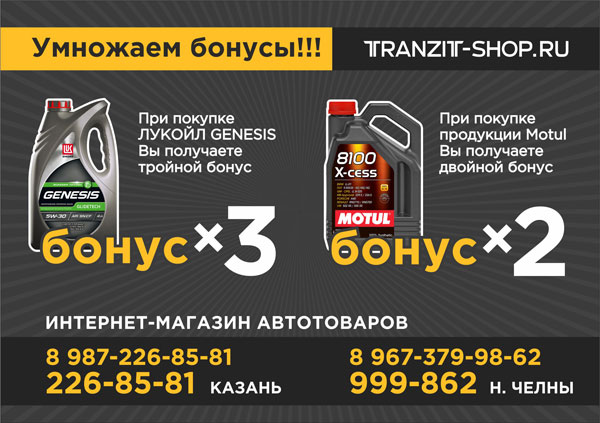 Умножаем бонусы!!!
TRANZIT-SHOP.RU
При покупке
ЛУКОЙЛ GENESIS
Вы получаете
тройной бонус
GENESIS
GLIDETECH
5W-30
бонус ×3
При покупке
продукции Motul
Вы получаете
двойной бонус
8100
X-cess
MOTUL
бонус ×2
ИНТЕРНЕТ-МАГАЗИН АВТОТОВАРОВ
8 987-226-85-81
226-85-81 КАЗАНЬ
8 967-379-98-62
999-862 Н. ЧЕЛНЫ